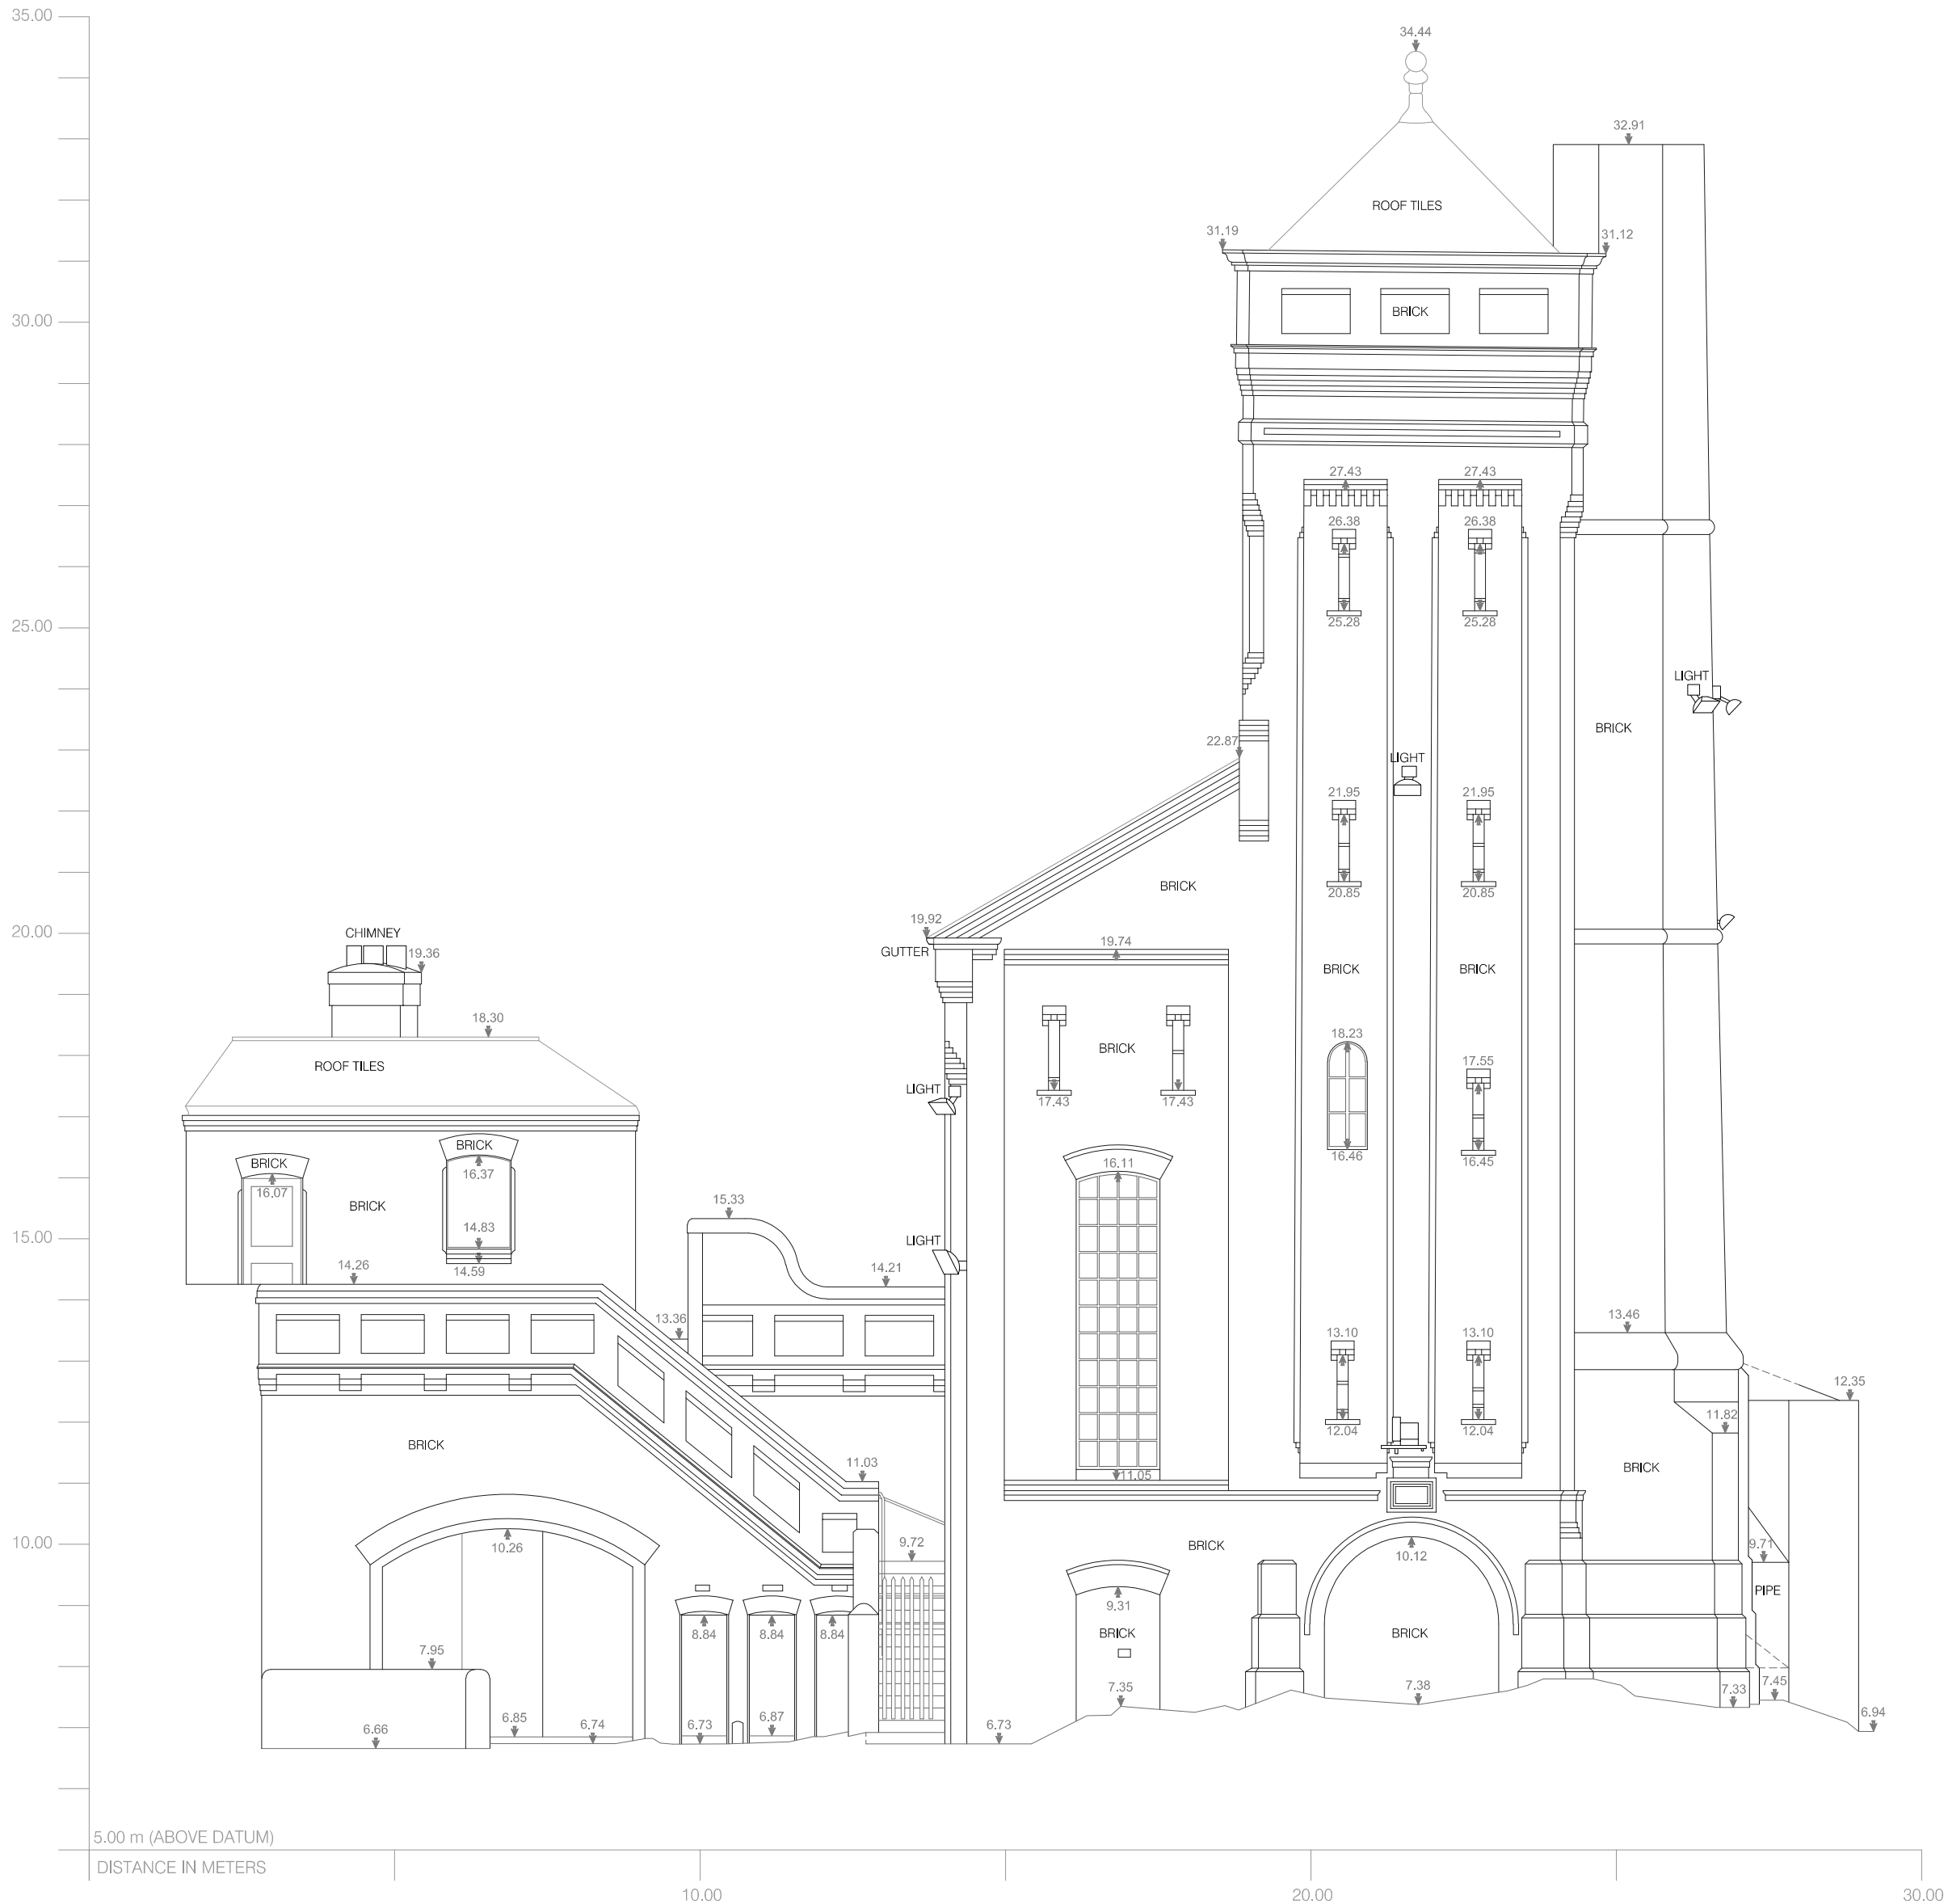 35.00
34.44
32.91
ROOF TILES
31.19
31.12
30.00
BRICK
27.43
27.43
26.38
26.38
25.00
25.28
25.28
LIGHT
BRICK
22.87
LIGHT
21.95
21.95
BRICK
20.85
20.85
20.00
CHIMNEY
19.92
19.36
GUTTER
19.74
BRICK
BRICK
18.30
18.23
BRICK
ROOF TILES
17.55
LIGHT
17.43
17.43
BRICK
BRICK
16.37
16.11
16.07
16.46
16.45
BRICK
15.33
14.83
15.00
LIGHT
14.59
14.26
14.21
13.36
13.46
13.10
13.10
12.35
11.82
12.04
12.04
BRICK
11.03
11.05
BRICK
10.00
10.26
9.72
BRICK
10.12
9.71
PIPE
9.31
8.84
8.84
8.84
BRICK
BRICK
7.95
7.45
7.35
7.38
7.33
6.94
6.66
6.85
6.74
6.73
6.87
6.73
5.00 m (ABOVE DATUM)
DISTANCE IN METERS
10.00
20.00
30.00